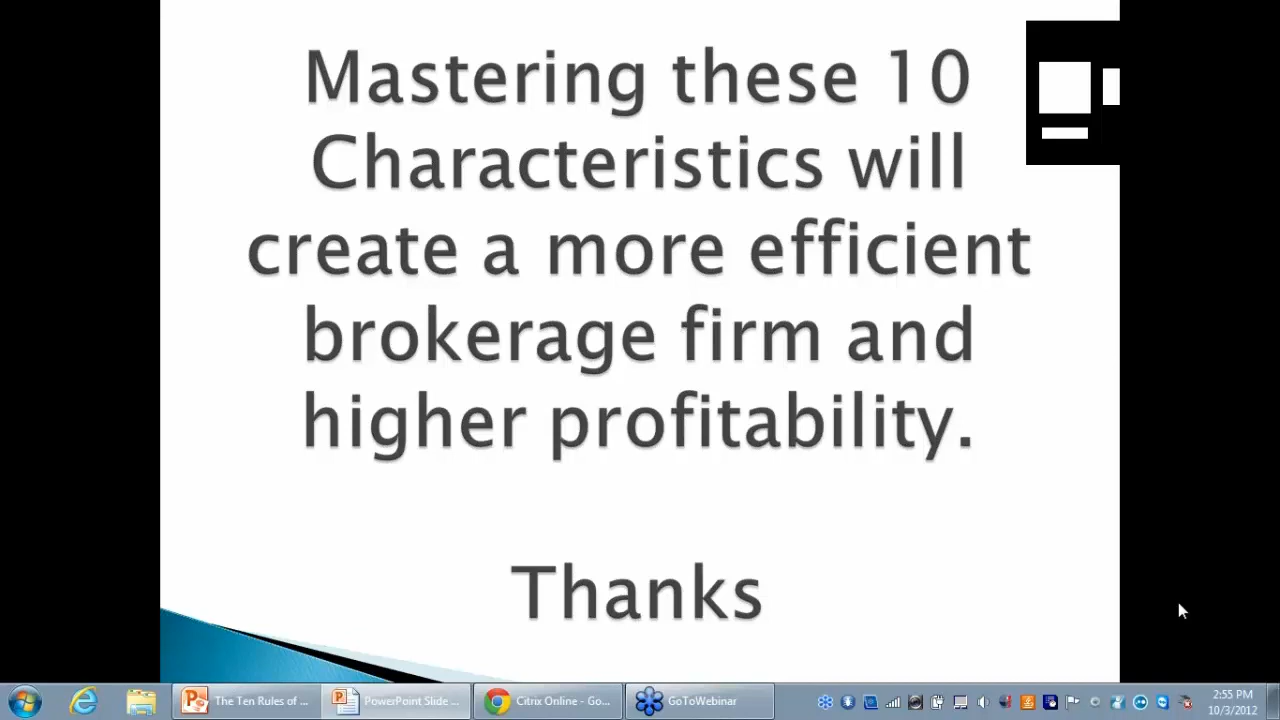 Mastering these 10
Characteristics will
create a more efficient
brokerage firm and
higher profitability.
Thanks
The Ten Rules of ...
PowerPoint Slide ...
Citrix Online - Go...
GoToWebinar
2:55 PM
10/3/2012